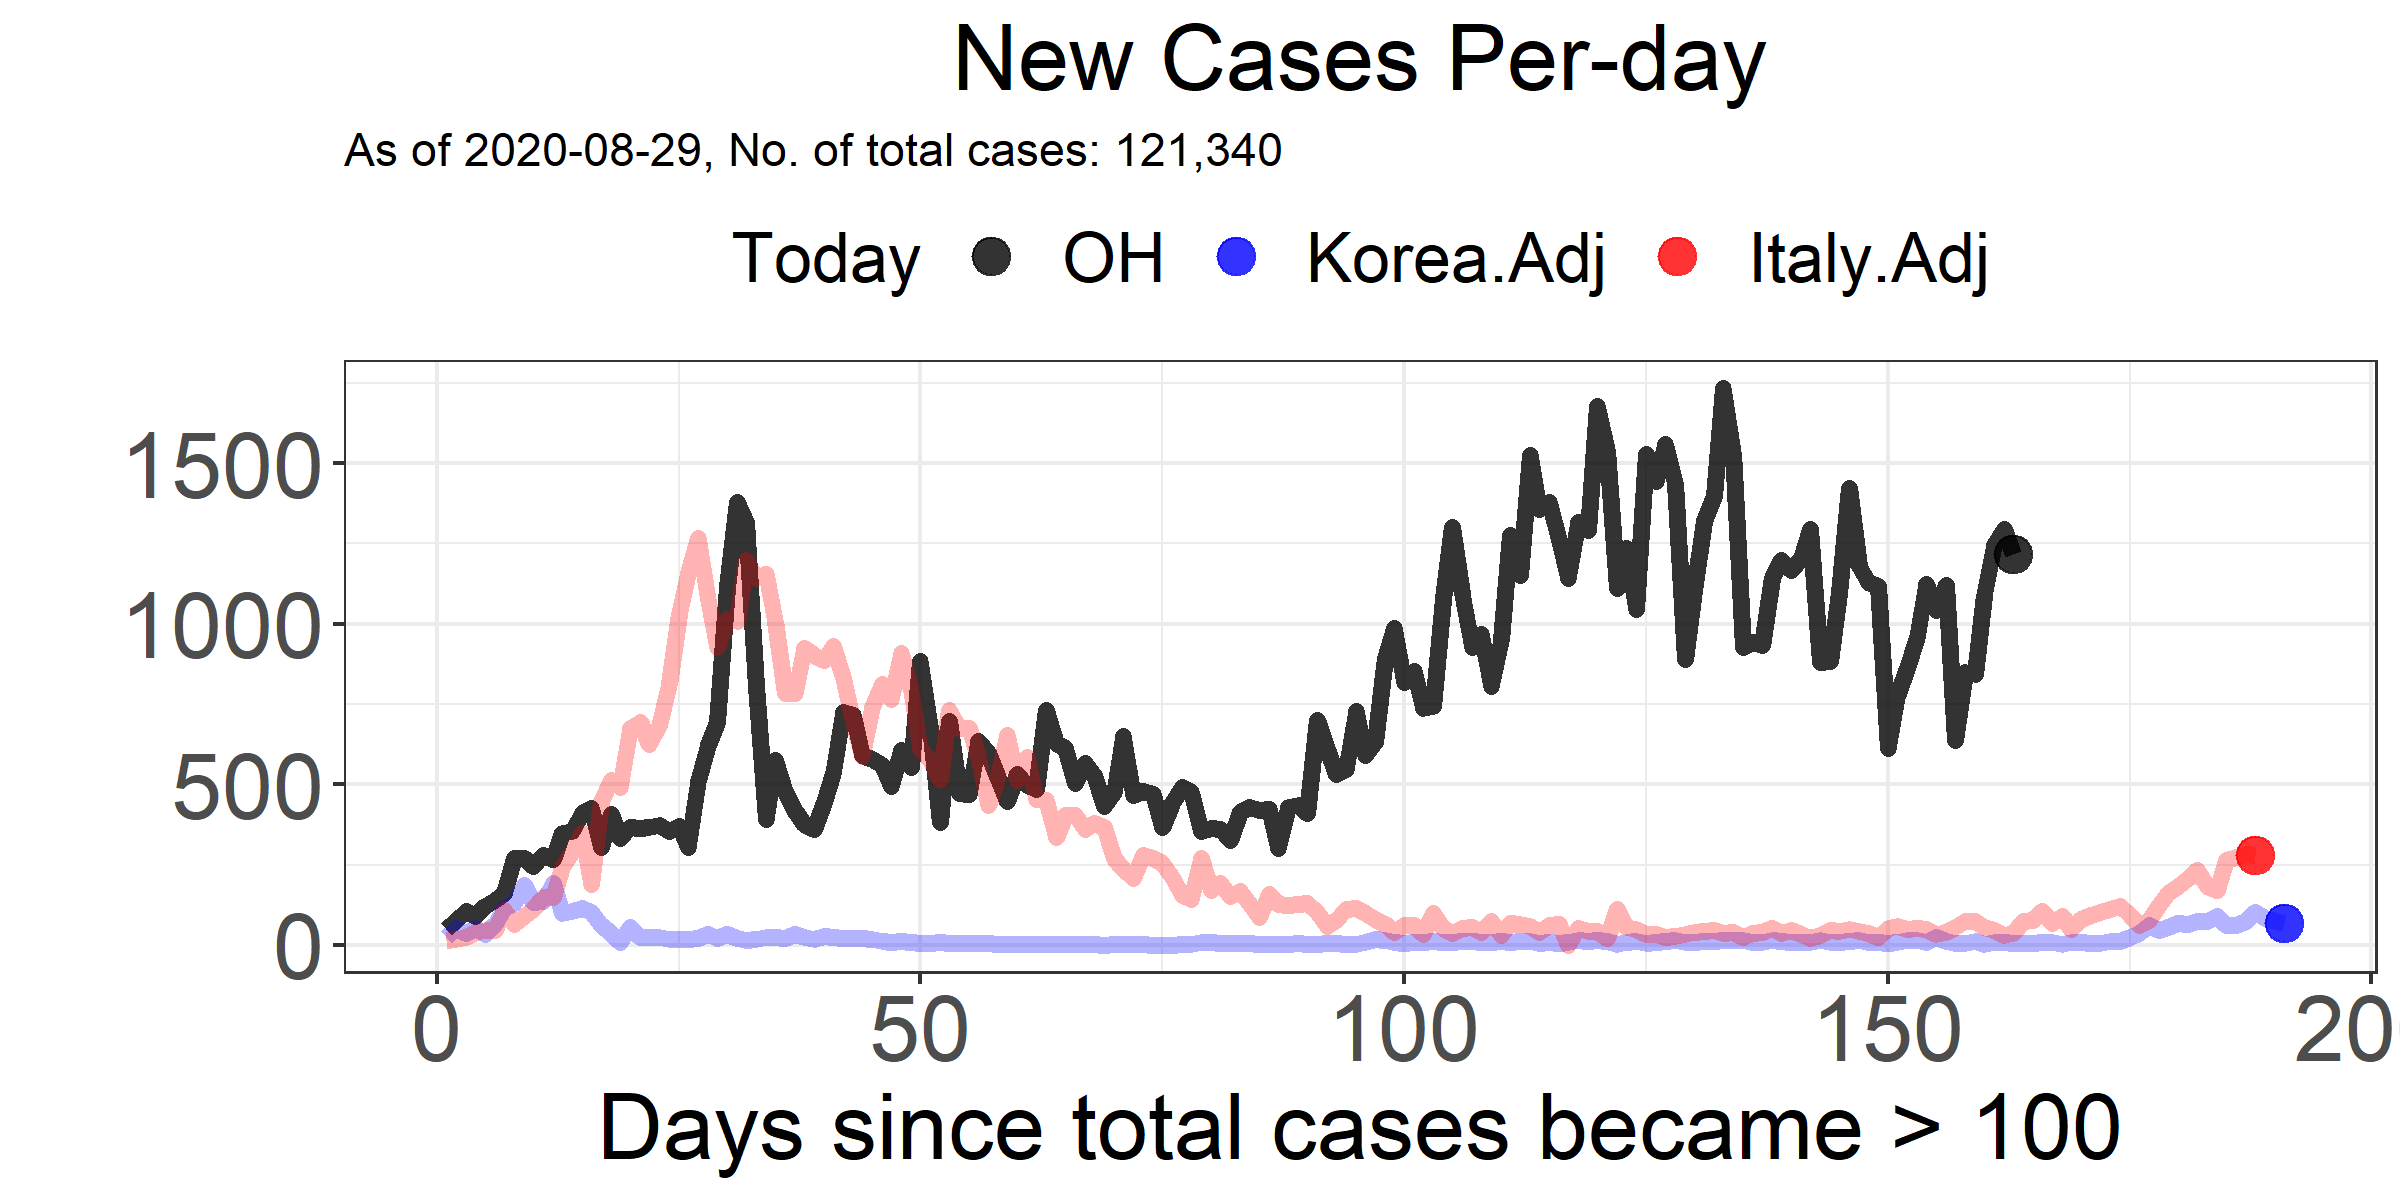 New Cases Per-day
As of 2020-08-29, No. of total cases: 121,340
Today OH Korea.Adj Italy.Adj
1500
1000
500
0
0 50 100 150 20
Days since total cases became > 100